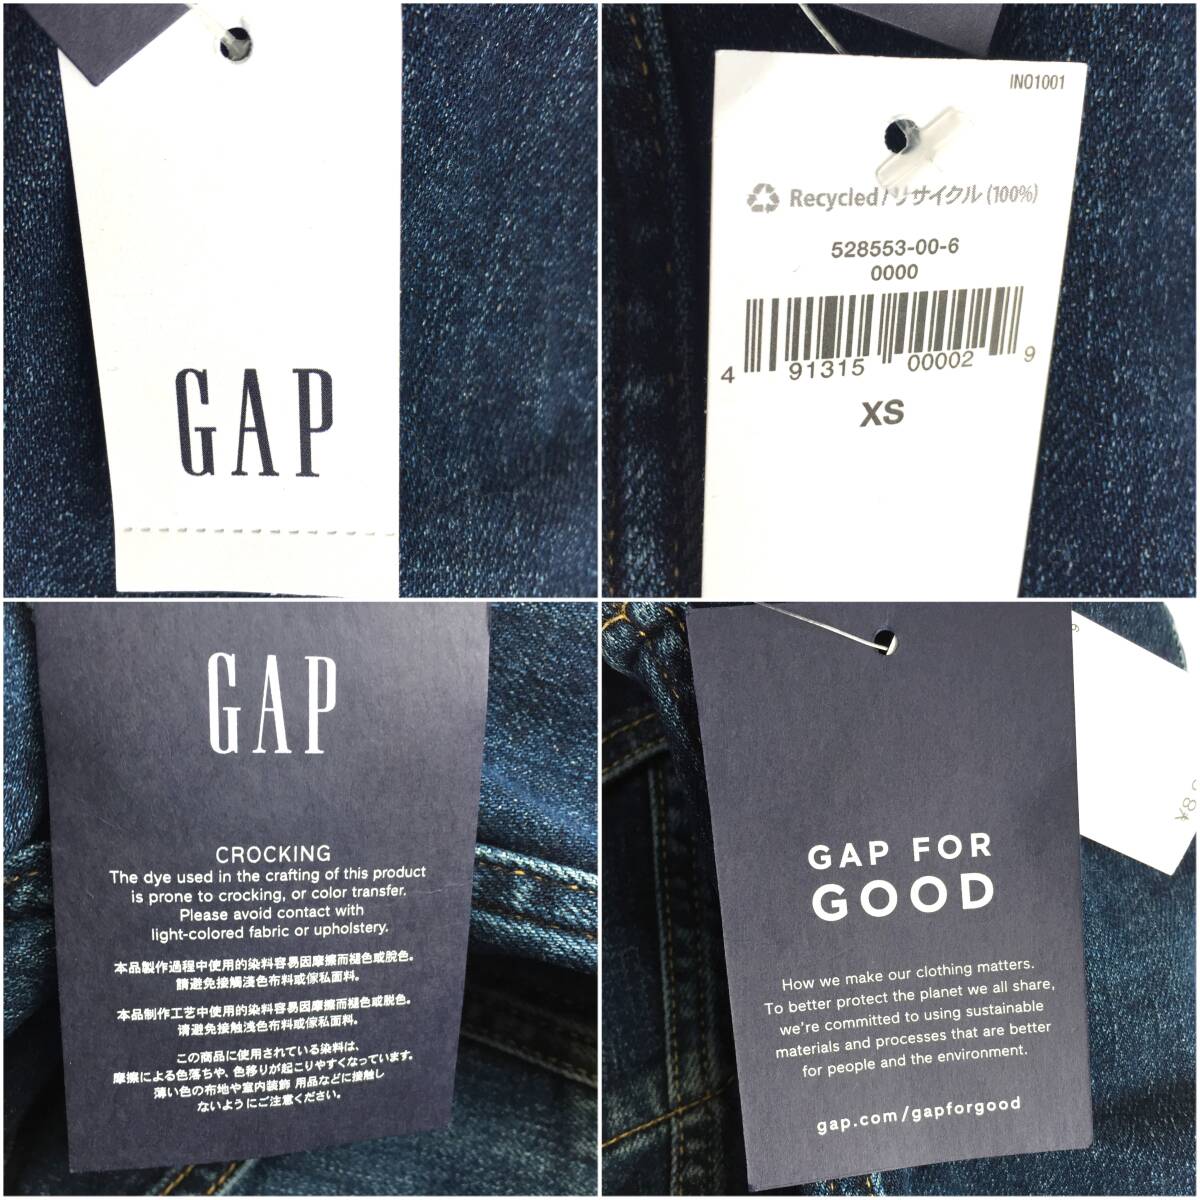 GAP
IN01001
Recycled/リサイクル (100%)
528553-00-6
0000
4 91315 00002 9
XS
GAP
CROCKING
The dye used in the crafting of this product
is prone to crocking, or color transfer.
Please avoid contact with
light-colored fabric or upholstery.
本品製作過程中使用的染料容易因摩擦而褪色或脫色。
請避免接觸淺色布料或傢私面料。
本品制作工艺中使用的染料容易因摩擦而褪色或脱色。
请避免接触浅色布料或傢私面料。
この商品に使用されている染料は、
摩擦による色落ちや、色移りが起こりやすくなっています。
薄い色の布地や室内装飾 用品などに接触し
ないようにご注意ください。
GAP FOR
GOOD
How we make our clothing matters.
To better protect the planet we all share,
we're committed to using sustainable
materials and processes that are better
for people and the environment.
gap.com/gapforgood